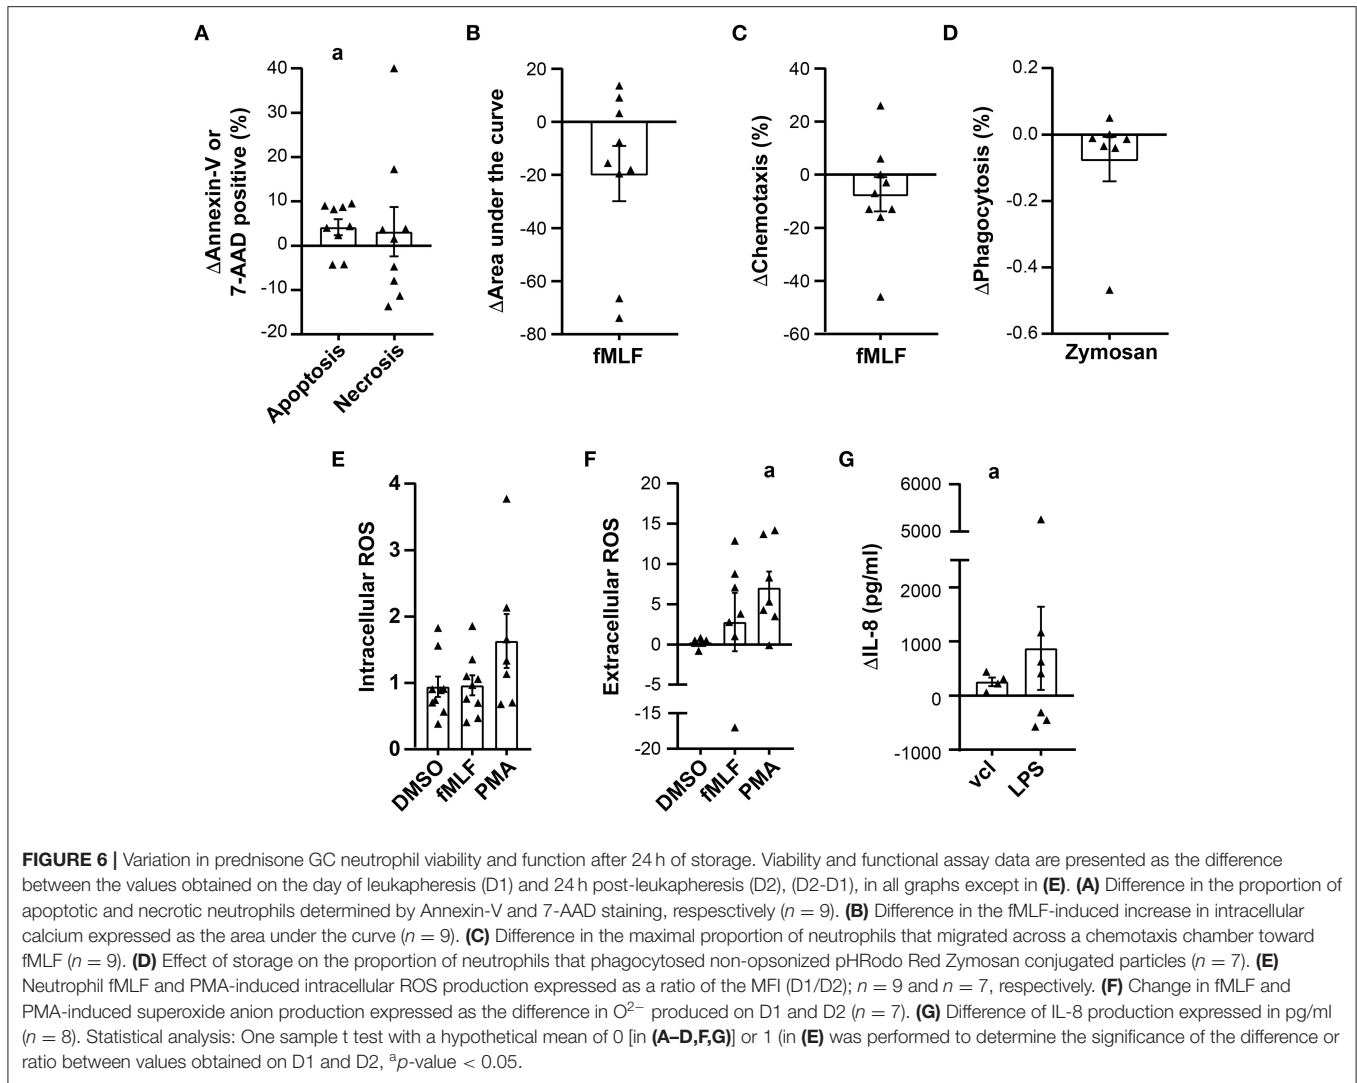 A
a
ΔAnnexin-V or
7-AAD positive (%)
40
30
20
10
0
-10
-20
Apoptosis
Necrosis
B
ΔArea under the curve
20
0
-20
-40
-60
-80
fMLF
C
ΔChemotaxis (%)
40
20
0
-20
-40
-60
fMLF
D
ΔPhagocytosis (%)
0.2
0.0
-0.2
-0.4
-0.6
Zymosan
E
Intracellular ROS
4
3
2
1
0
DMSO
fMLF
PMA
F
a
Extracellular ROS
20
15
10
5
0
-5
-15
-20
DMSO
fMLF
PMA
G
a
ΔIL-8 (pg/ml)
6000
5000
2000
1000
0
-1000
vcl
LPS
FIGURE 6 | Variation in prednisone GC neutrophil viability and function after 24 h of storage. Viability and functional assay data are presented as the difference
between the values obtained on the day of leukapheresis (D1) and 24 h post-leukapheresis (D2), (D2-D1), in all graphs except in (E). (A) Difference in the proportion of
apoptotic and necrotic neutrophils determined by Annexin-V and 7-AAD staining, respesctively (n = 9). (B) Difference in the fMLF-induced increase in intracellular
calcium expressed as the area under the curve (n = 9). (C) Difference in the maximal proportion of neutrophils that migrated across a chemotaxis chamber toward
fMLF (n = 9). (D) Effect of storage on the proportion of neutrophils that phagocytosed non-opsonized pHRodo Red Zymosan conjugated particles (n = 7). (E)
Neutrophil fMLF and PMA-induced intracellular ROS production expressed as a ratio of the MFI (D1/D2); n = 9 and n = 7, respectively. (F) Change in fMLF and
PMA-induced superoxide anion production expressed as the difference in O²⁻ produced on D1 and D2 (n = 7). (G) Difference of IL-8 production expressed in pg/ml
(n = 8). Statistical analysis: One sample t test with a hypothetical mean of 0 [in (A–D,F,G)] or 1 (in (E) was performed to determine the significance of the difference or
ratio between values obtained on D1 and D2, ᵃp-value < 0.05.